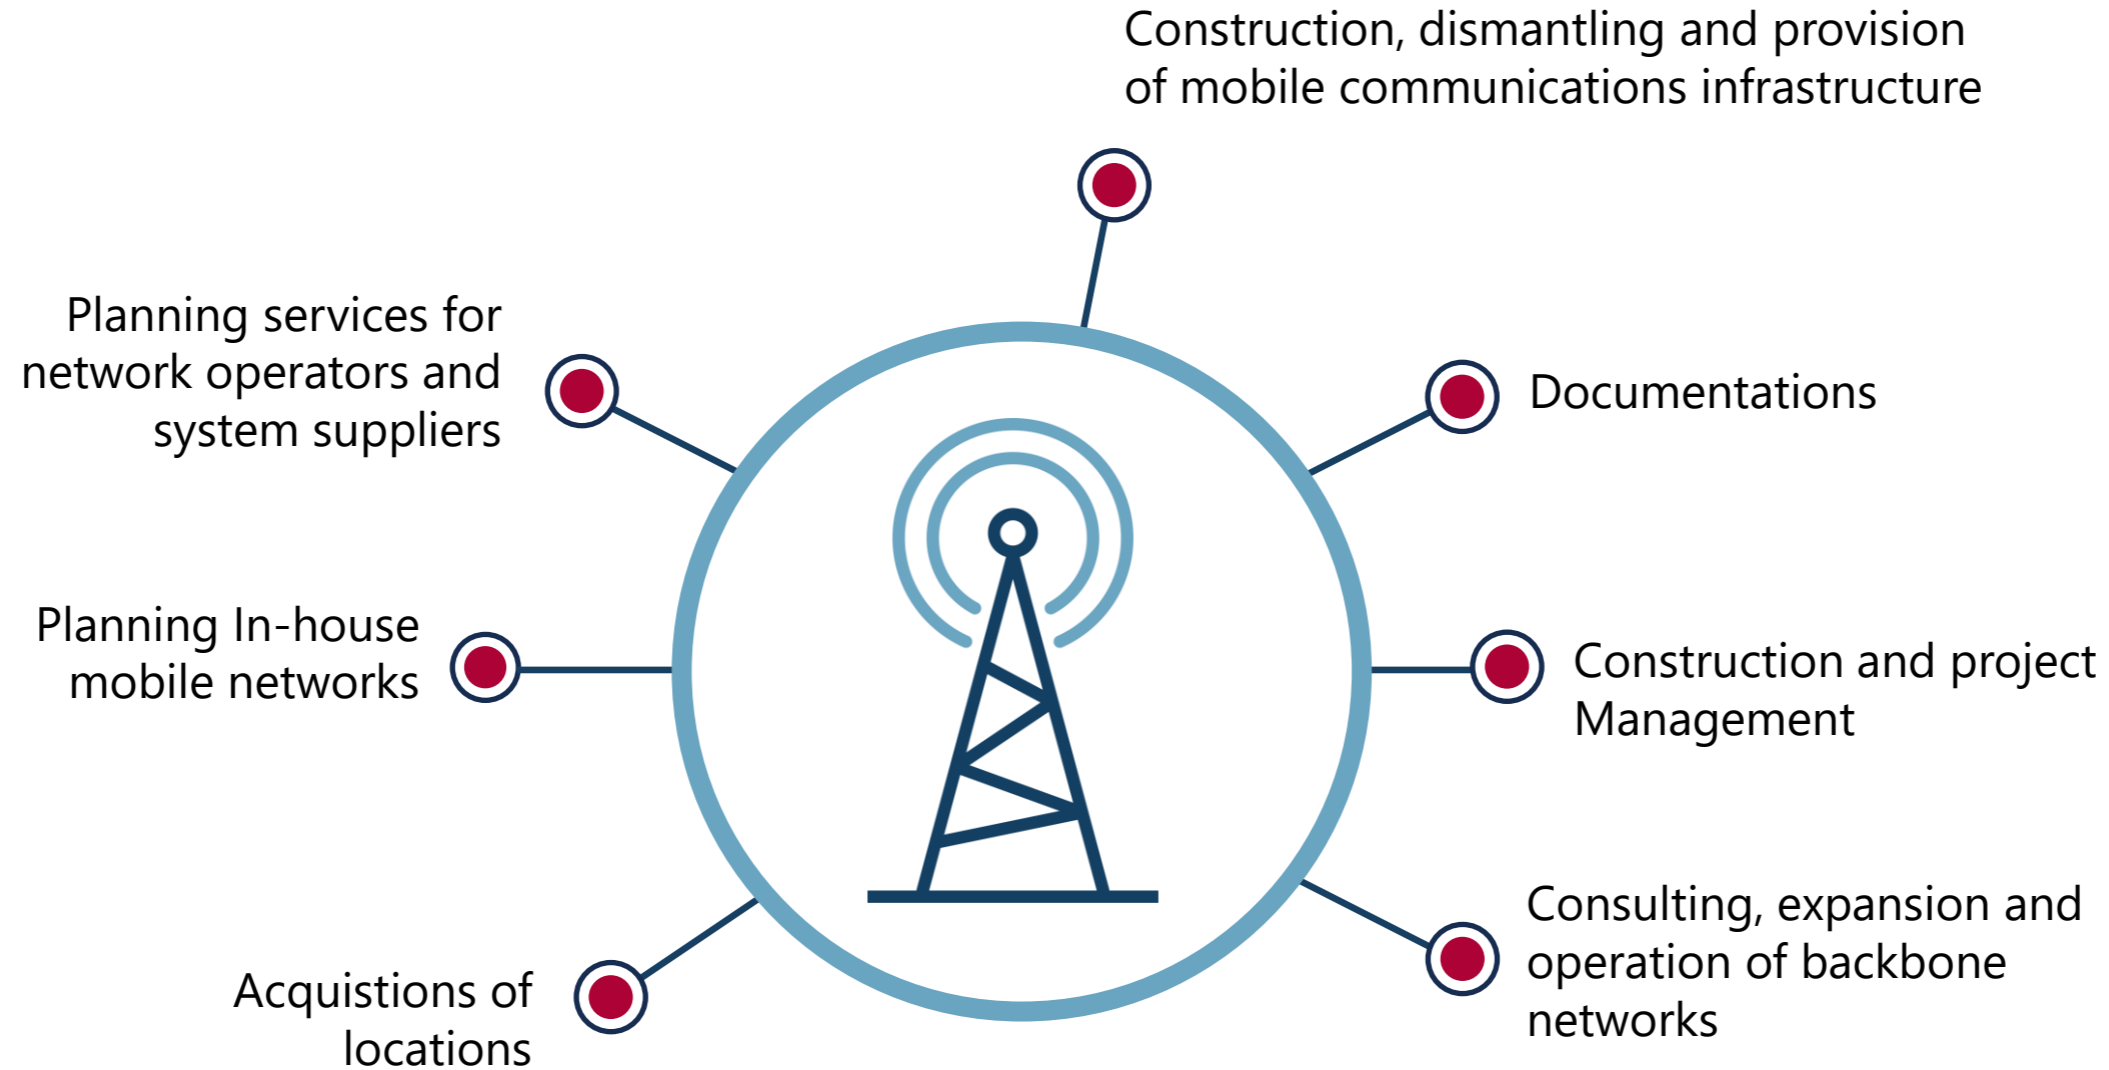 Construction, dismantling and provision
of mobile communications infrastructure
Planning services for
network operators and
system suppliers
Documentations
Planning In-house
mobile networks
Construction and project
Management
Acquistions of
locations
Consulting, expansion and
operation of backbone
networks